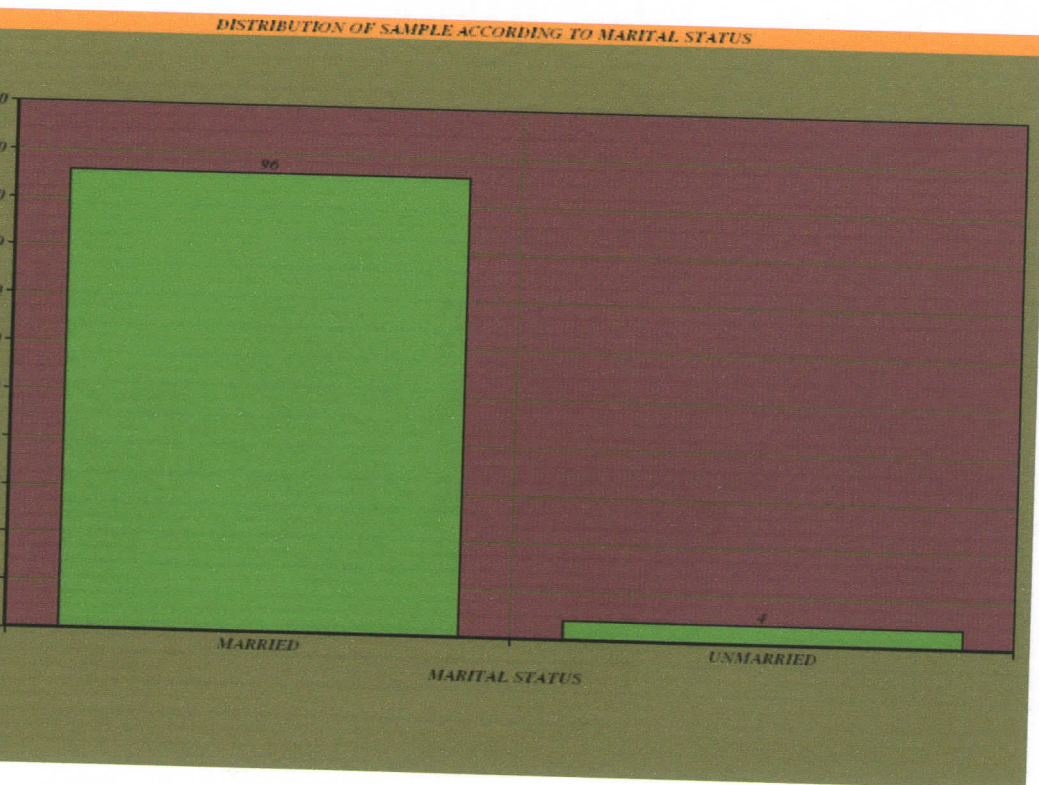 DISTRIBUTION OF SAMPLE ACCORDING TO MARITAL STATUS
96
4
MARRIED
UNMARRIED
MARITAL STATUS